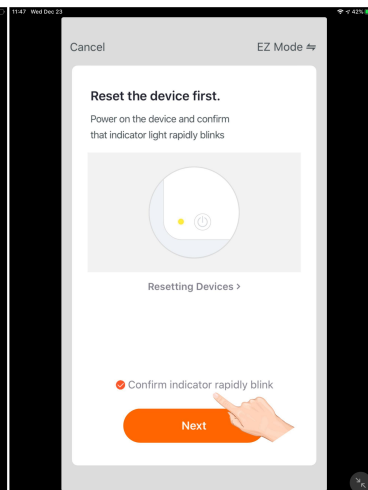 11:47 Wed Dec 23
42%
Cancel
EZ Mode
Reset the device first.
Power on the device and confirm
that indicator light rapidly blinks
Resetting Devices >
Confirm indicator rapidly blink
Next